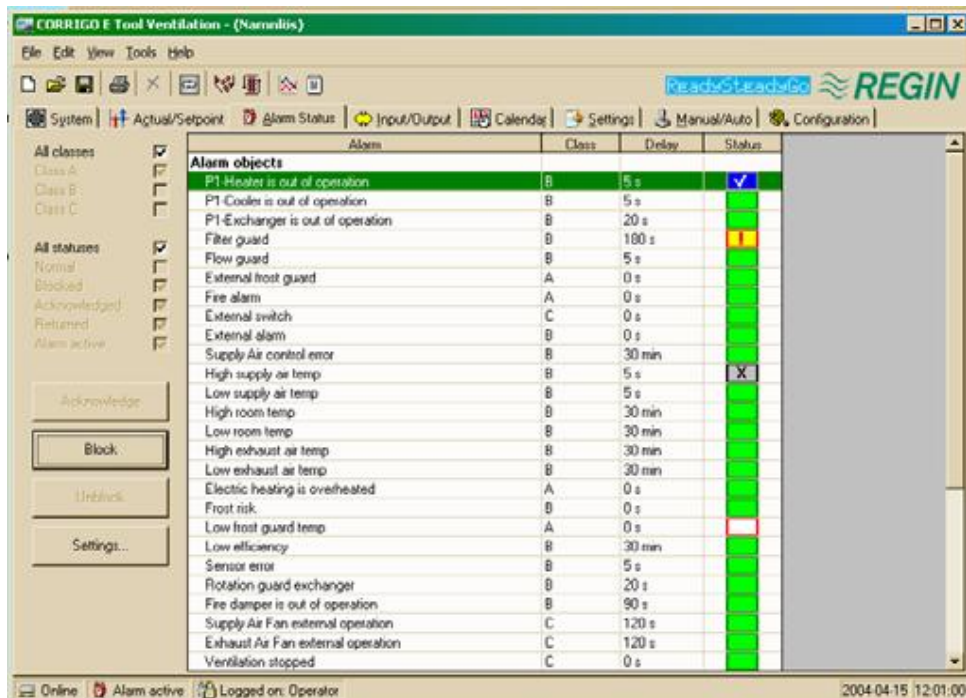 CORRIGO E Tool Ventilation - (Namnlös)
File Edit View Tools Help
ReadySteadyGo REGIN
System Actual/Setpoint Alarm Status Input/Output Calendar Settings Manual/Auto Configuration
All classes
Class A
Class B
Class C
All statuses
Normal
Blocked
Acknowledged
Returned
Alarm active
Acknowledge
Block
Unblock
Settings...
Alarm Class Delay Status
Alarm objects
P1-Heater is out of operation B 5 s
P1-Cooler is out of operation B 5 s
P1-Exchanger is out of operation B 20 s
Filter guard B 180 s !
Flow guard B 5 s
External frost guard A 0 s
Fire alarm A 0 s
External switch C 0 s
External alarm B 0 s
Supply Air control error B 30 min
High supply air temp B 5 s X
Low supply air temp B 5 s
High room temp B 30 min
Low room temp B 30 min
High exhaust air temp B 30 min
Low exhaust air temp B 30 min
Electric heating is overheated A 0 s
Frost risk B 0 s
Low frost guard temp A 0 s
Low efficiency B 30 min
Sensor error B 5 s
Rotation guard exchanger B 20 s
Fire damper is out of operation B 90 s
Supply Air Fan external operation C 120 s
Exhaust Air Fan external operation C 120 s
Ventilation stopped C 0 s
Online Alarm active Logged on: Operator 2004-04-15 12:01:00